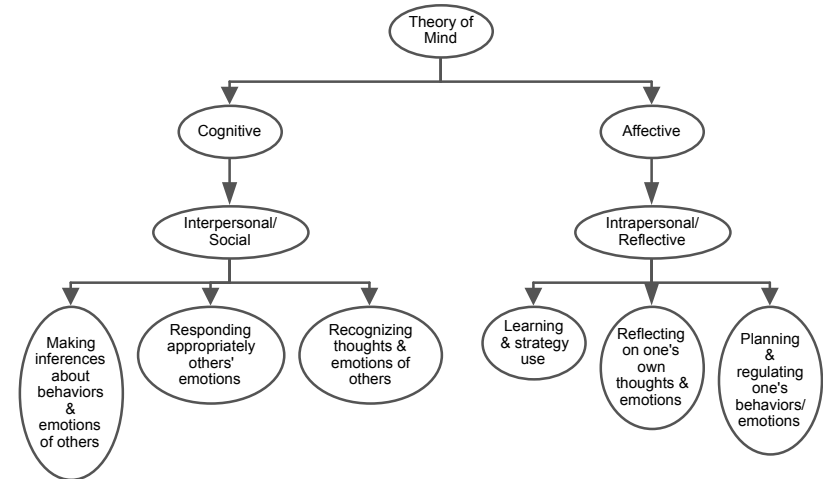 Theory of
Mind
Cognitive
Affective
Interpersonal/
Social
Intrapersonal/
Reflective
Making
inferences
about
behaviors
&
emotions
of others
Responding
appropriately
others'
emotions
Recognizing
thoughts &
emotions of
others
Learning
& strategy
use
Reflecting
on one's
own
thoughts &
emotions
Planning
&
regulating
one's
behaviors/
emotions